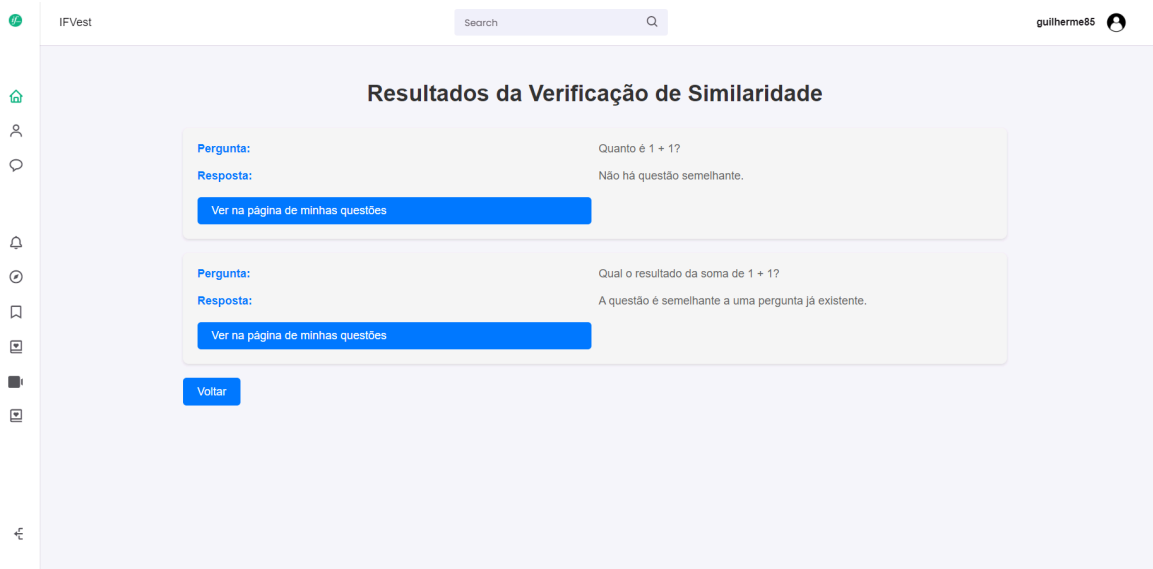 IFVest
Search
guilherme85
Resultados da Verificação de Similaridade
Pergunta: Quanto é 1 + 1?
Resposta: Não há questão semelhante.
Ver na página de minhas questões
Pergunta: Qual o resultado da soma de 1 + 1?
Resposta: A questão é semelhante a uma pergunta já existente.
Ver na página de minhas questões
Voltar